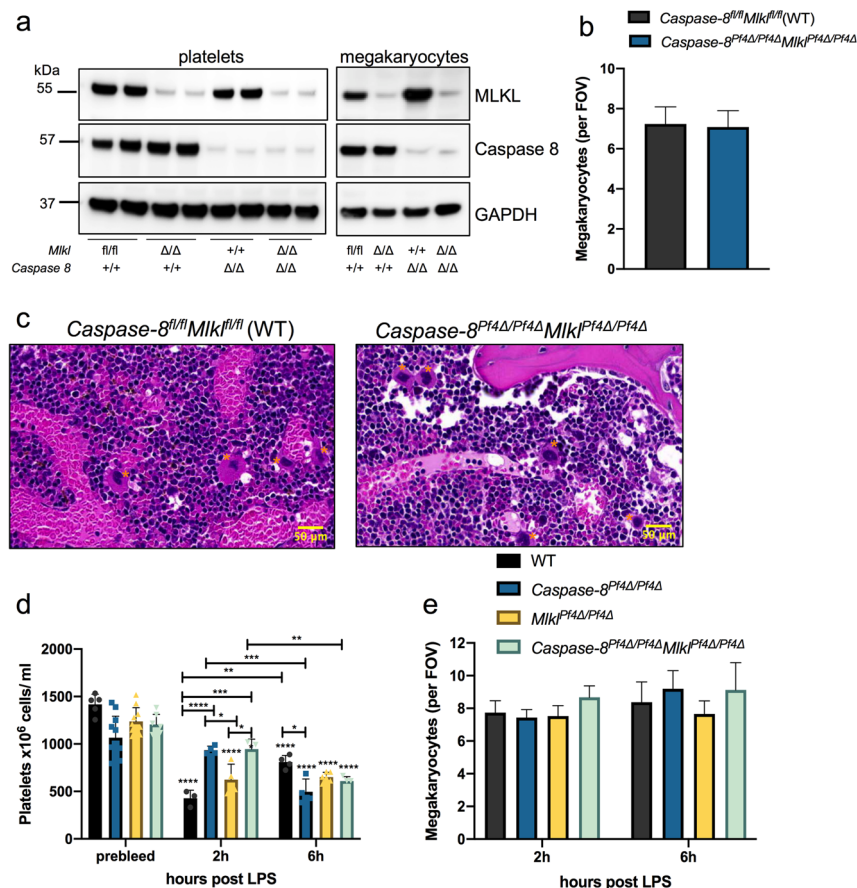 a
platelets
megakaryocytes
kDa
55
MLKL
57
Caspase 8
37
GAPDH
Mlkl fl/fl Δ/Δ +/+ Δ/Δ fl/fl Δ/Δ +/+ Δ/Δ
Caspase 8 +/+ +/+ Δ/Δ Δ/Δ +/+ +/+ Δ/Δ Δ/Δ
b
Caspase-8fl/flMlklfl/fl(WT)
Caspase-8Pf4Δ/Pf4ΔMlklPf4Δ/Pf4Δ
Megakaryocytes (per FOV)
10
8
6
4
2
0
c
Caspase-8fl/flMlklfl/fl (WT)
Caspase-8Pf4Δ/Pf4ΔMlklPf4Δ/Pf4Δ
* * * *
* * * * *
50 µm
50 µm
WT
Caspase-8Pf4Δ/Pf4Δ
MlklPf4Δ/Pf4Δ
Caspase-8Pf4Δ/Pf4ΔMlklPf4Δ/Pf4Δ
d
Platelets x10⁶ cells/ ml
2000
1500
1000
500
0
**
***
**
***
****
*
*
*
**** ****
**** **** **** ****
prebleed 2h 6h
hours post LPS
e
Megakaryocytes (per FOV)
12
10
8
6
4
2
0
2h 6h
hours post LPS